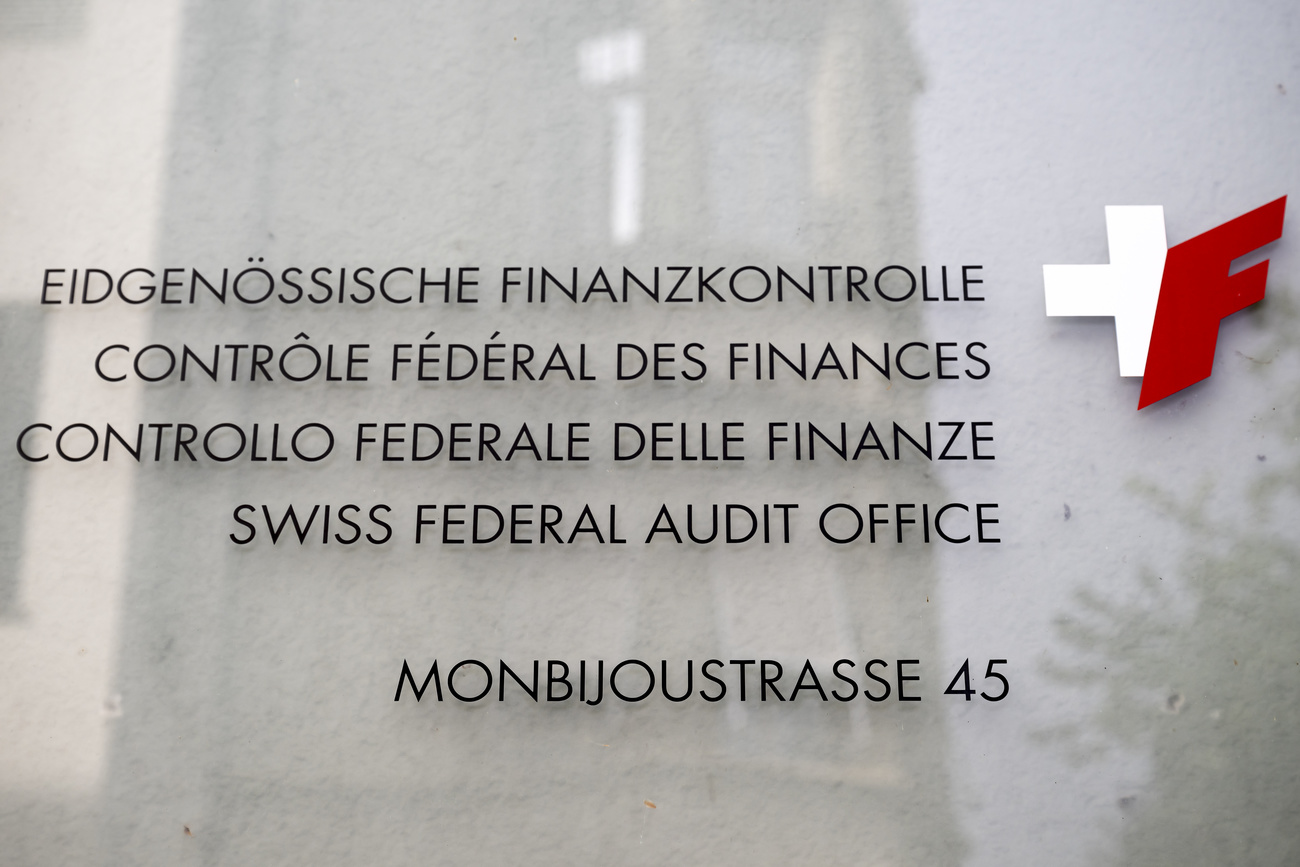 EIDGENÖSSISCHE FINANZKONTROLLE
CONTRÔLE FÉDÉRAL DES FINANCES
CONTROLLO FEDERALE DELLE FINANZE
SWISS FEDERAL AUDIT OFFICE
MONBIJOUSTRASSE 45
F